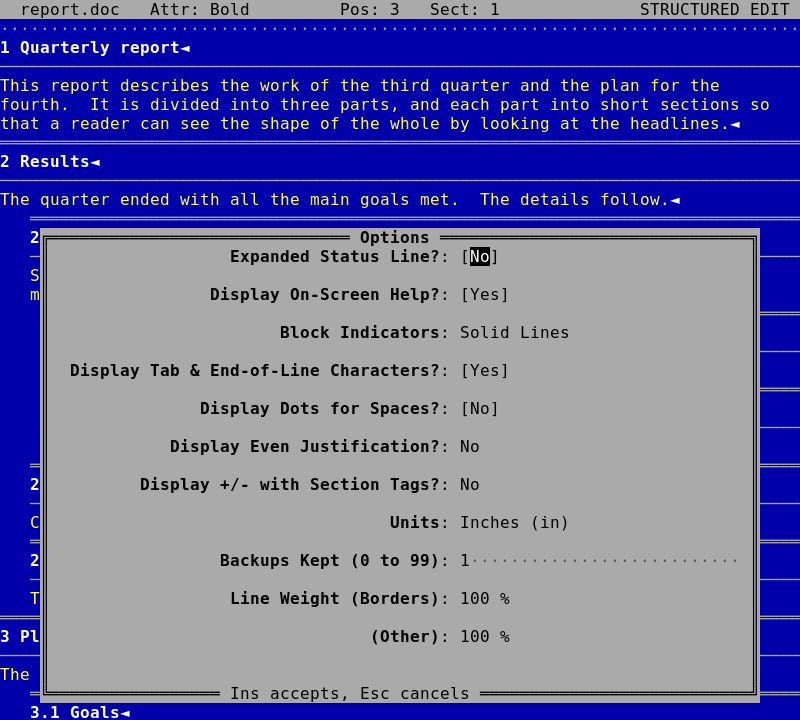 report.doc   Attr: Bold         Pos: 3   Sect: 1              STRUCTURED EDIT
1 Quarterly report◄
This report describes the work of the third quarter and the plan for the
fourth.  It is divided into three parts, and each part into short sections so
that a reader can see the shape of the whole by looking at the headlines.◄
2 Results◄
The quarter ended with all the main goals met.  The details follow.◄
2
Options
Expanded Status Line?: [No]
S
m
Display On-Screen Help?: [Yes]
Block Indicators: Solid Lines
Display Tab & End-of-Line Characters?: [Yes]
Display Dots for Spaces?: [No]
Display Even Justification?: No
2
Display +/- with Section Tags?: No
C
Units: Inches (in)
2
Backups Kept (0 to 99): 1
T
Line Weight (Borders): 100 %
3 Pl
(Other): 100 %
The
Ins accepts, Esc cancels
3.1 Goals◄